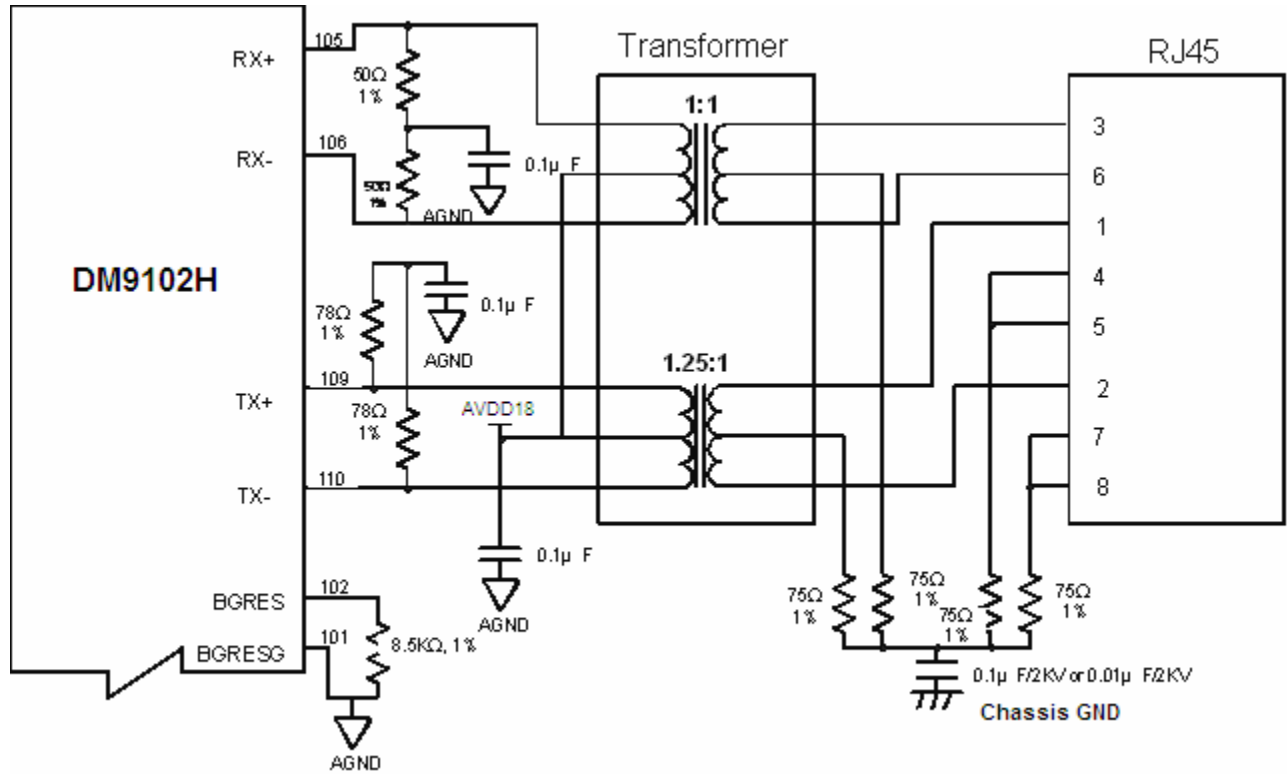 Transformer
RJ45
105
RX+
50Ω
1%
1:1
3
106
RX-
0.1μ F
6
50Ω
1%
AGND
1
DM9102H
4
78Ω
1%
0.1μ F
5
AGND
1.25:1
109
2
TX+
78Ω
1%
AVDD18
7
110
TX-
8
0.1μ F
102
BGRES
75Ω
1%
75Ω
1%
75Ω
1%
75Ω
1%
AGND
101
BGRESG
8.5KΩ, 1%
0.1μ F/2KV or 0.01μ F/2KV
Chassis GND
AGND